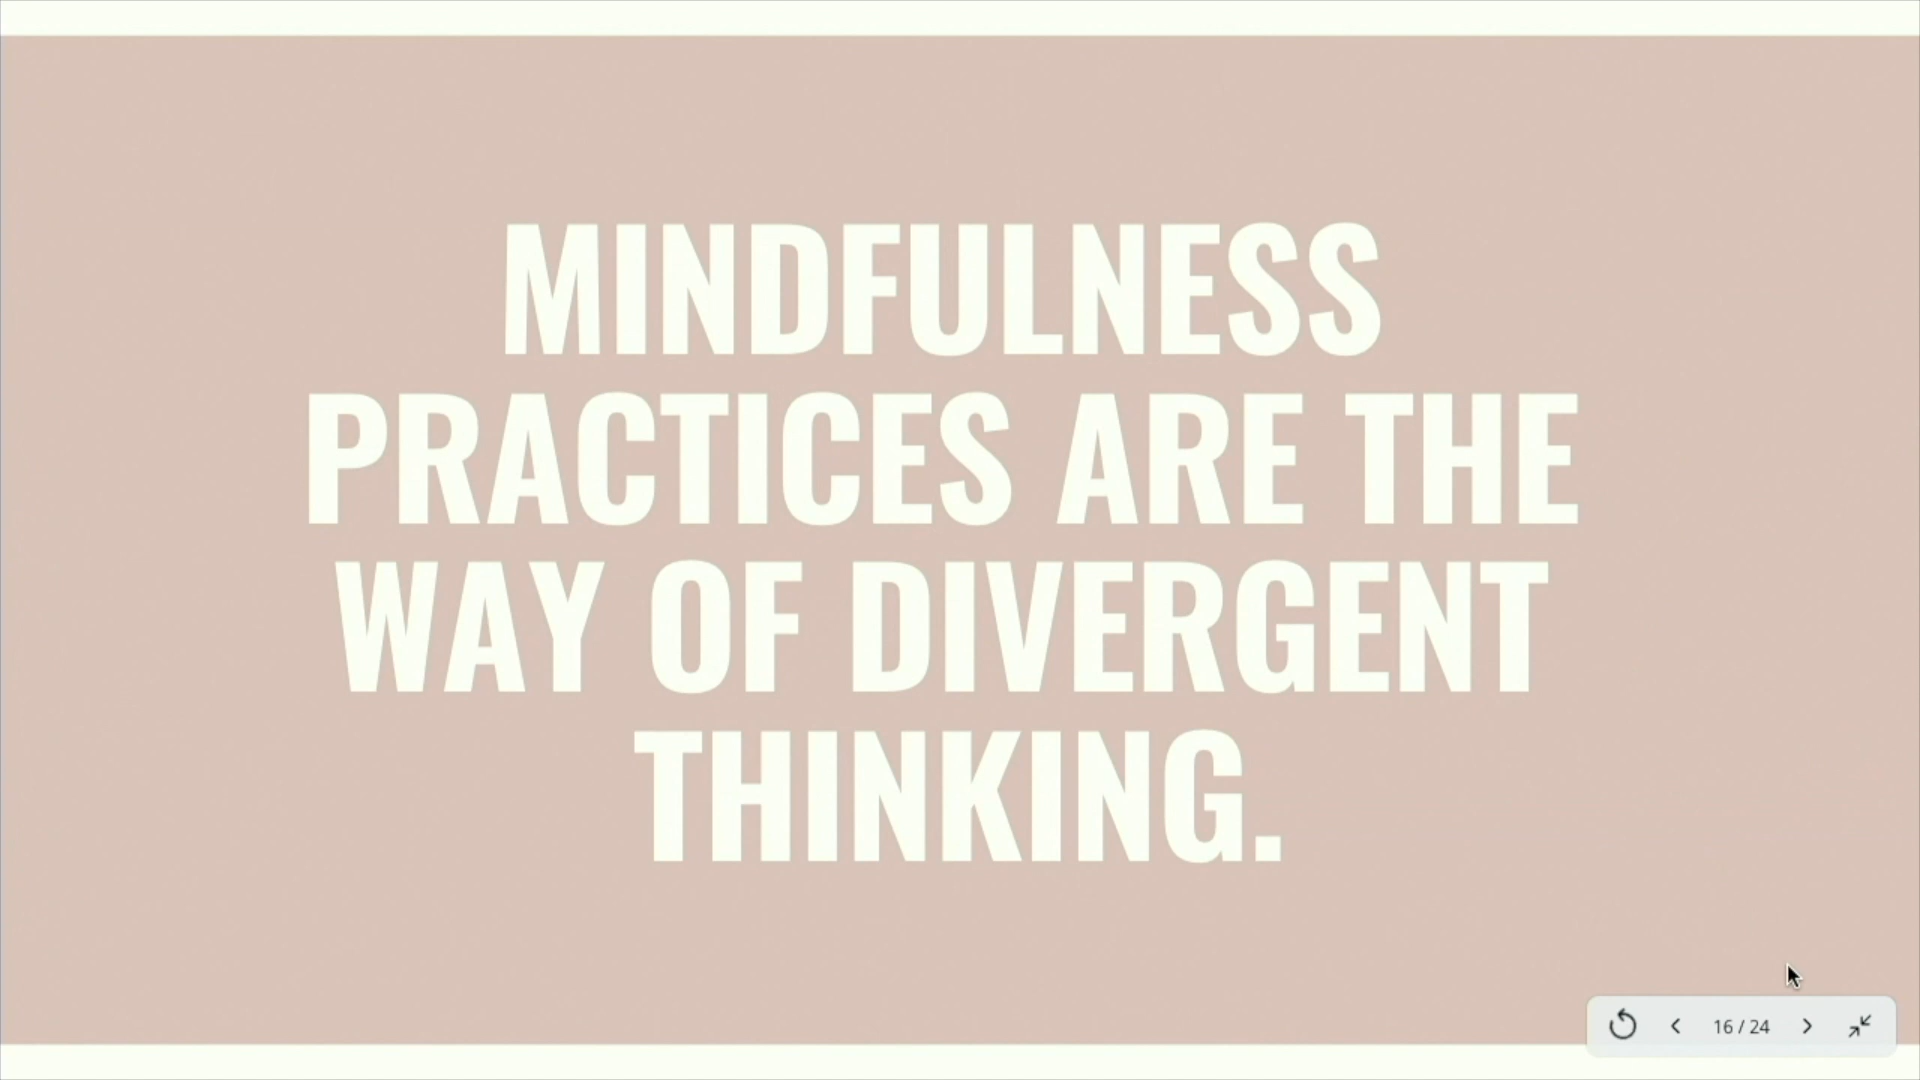 MINDFULNESS
PRACTICES ARE THE
WAY OF DIVERGENT
THINKING.
16 / 24